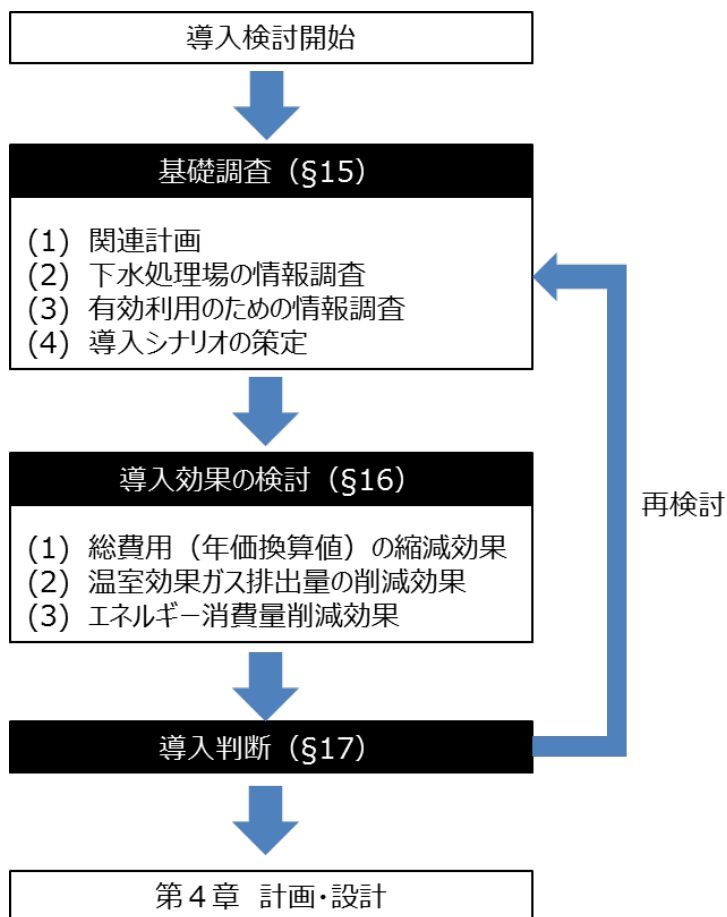 導入検討開始
基礎調査（§15）
(1) 関連計画
(2) 下水処理場の情報調査
(3) 有効利用のための情報調査
(4) 導入シナリオの策定
導入効果の検討（§16）
(1) 総費用（年価換算値）の縮減効果
(2) 温室効果ガス排出量の削減効果
(3) エネルギー消費量削減効果
再検討
導入判断（§17）
第４章 計画・設計